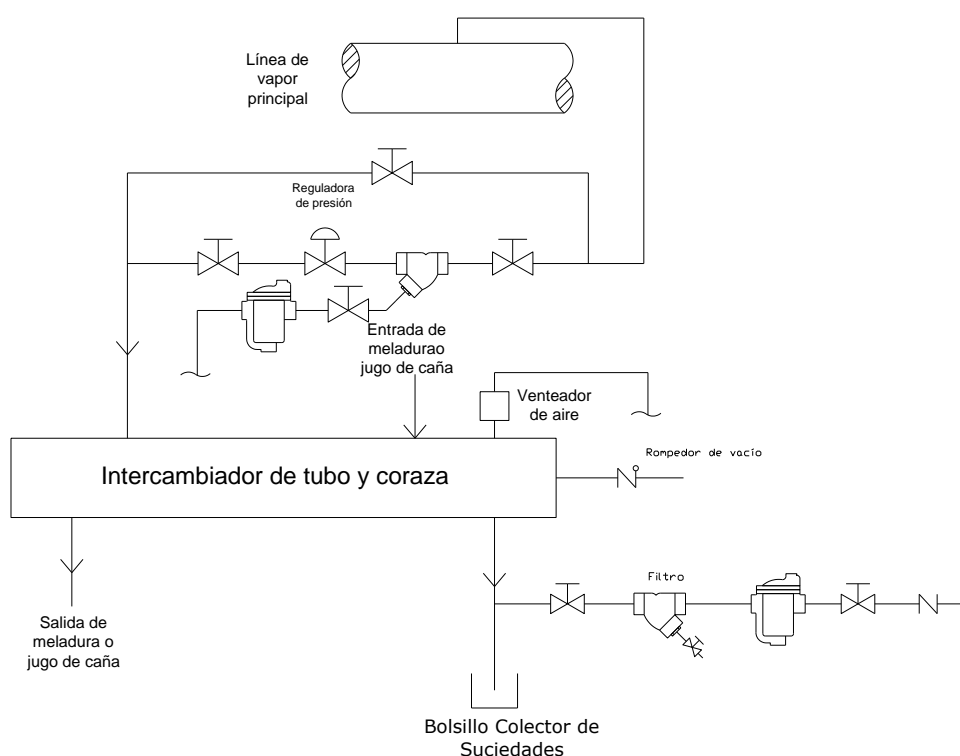 Línea de
vapor
principal
Reguladora
de presión
Entrada de
meladurao
jugo de caña
Venteador
de aire
Intercambiador de tubo y coraza
Rompedor de vacío
Filtro
Salida de
meladura o
jugo de caña
Bolsillo Colector de
Suciedades